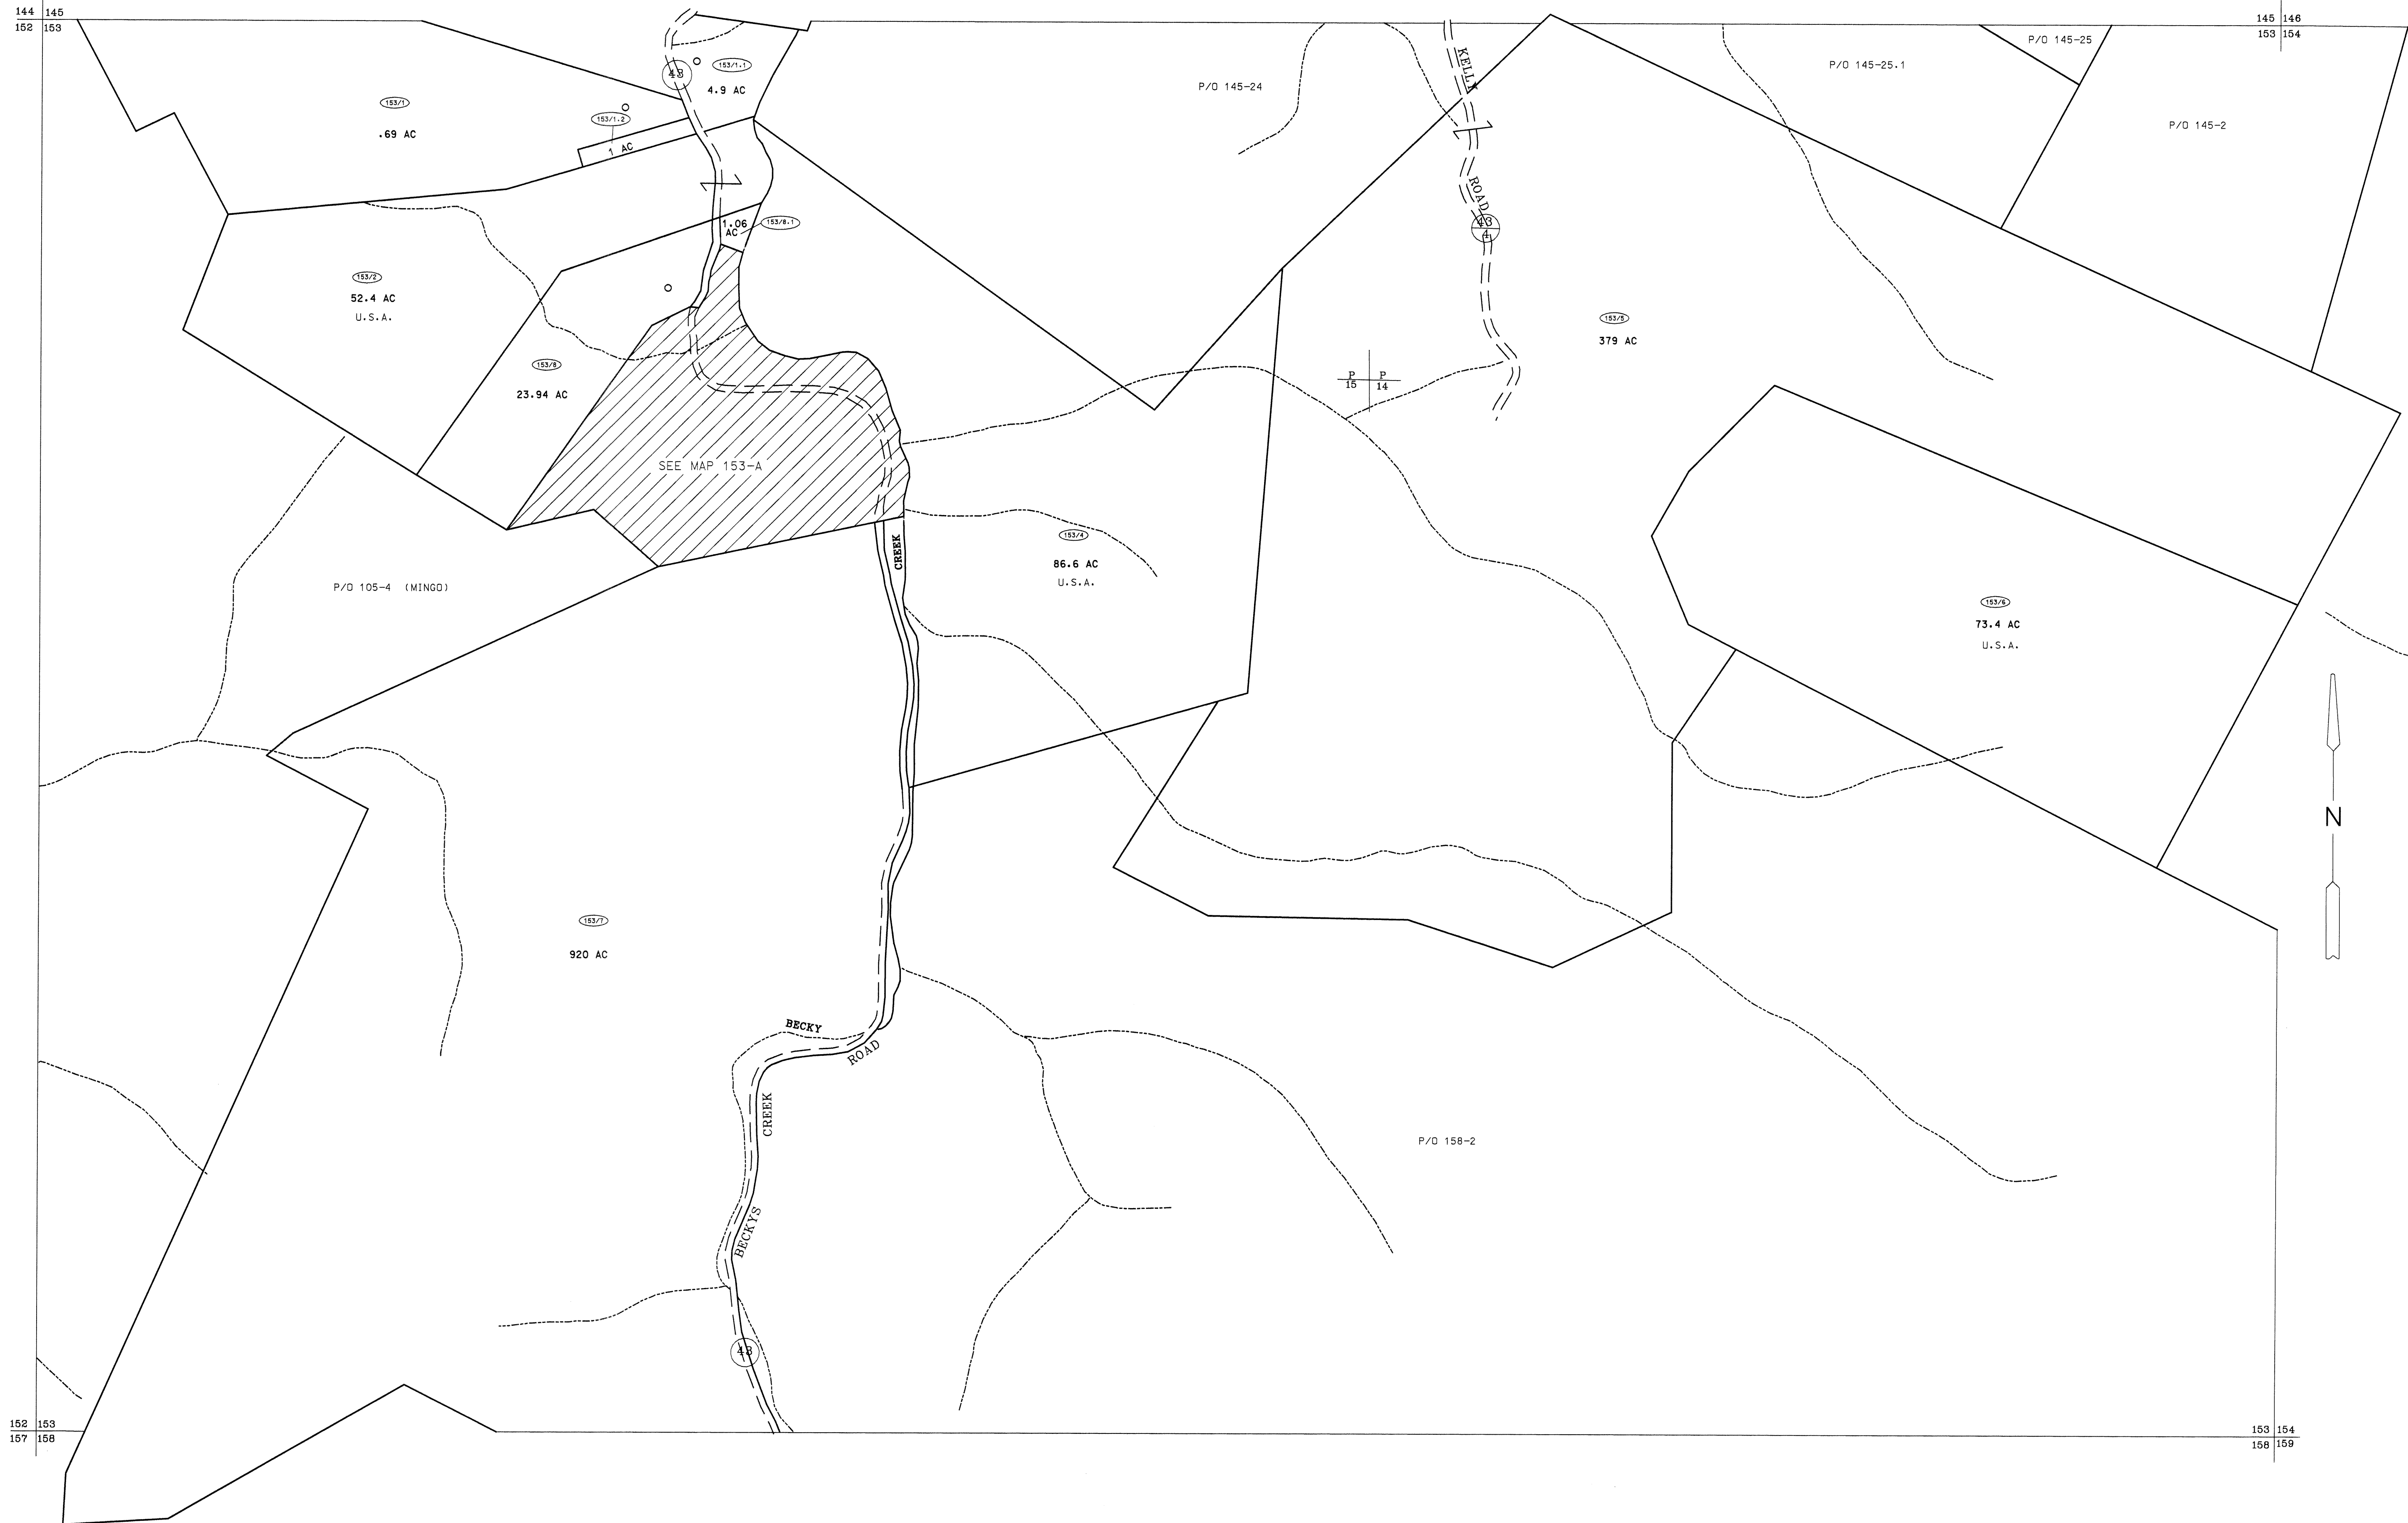 144 145
152 153
145 146
153 154
P/O 145-25
P/O 145-25.1
P/O 145-24
P/O 145-2
43
153/1.1
4.9 AC
153/1
.69 AC
153/1.2
1 AC
KELLY
ROAD
43
4
1.06
AC
153/8.1
153/2
52.4 AC
U.S.A.
153/5
379 AC
153/8
23.94 AC
P P
15 14
SEE MAP 153-A
CREEK
153/4
86.6 AC
U.S.A.
P/O 105-4 (MINGO)
153/6
73.4 AC
U.S.A.
N
153/7
920 AC
BECKY
ROAD
CREEK
BECKYS
P/O 158-2
43
152 153
157 158
153 154
158 159